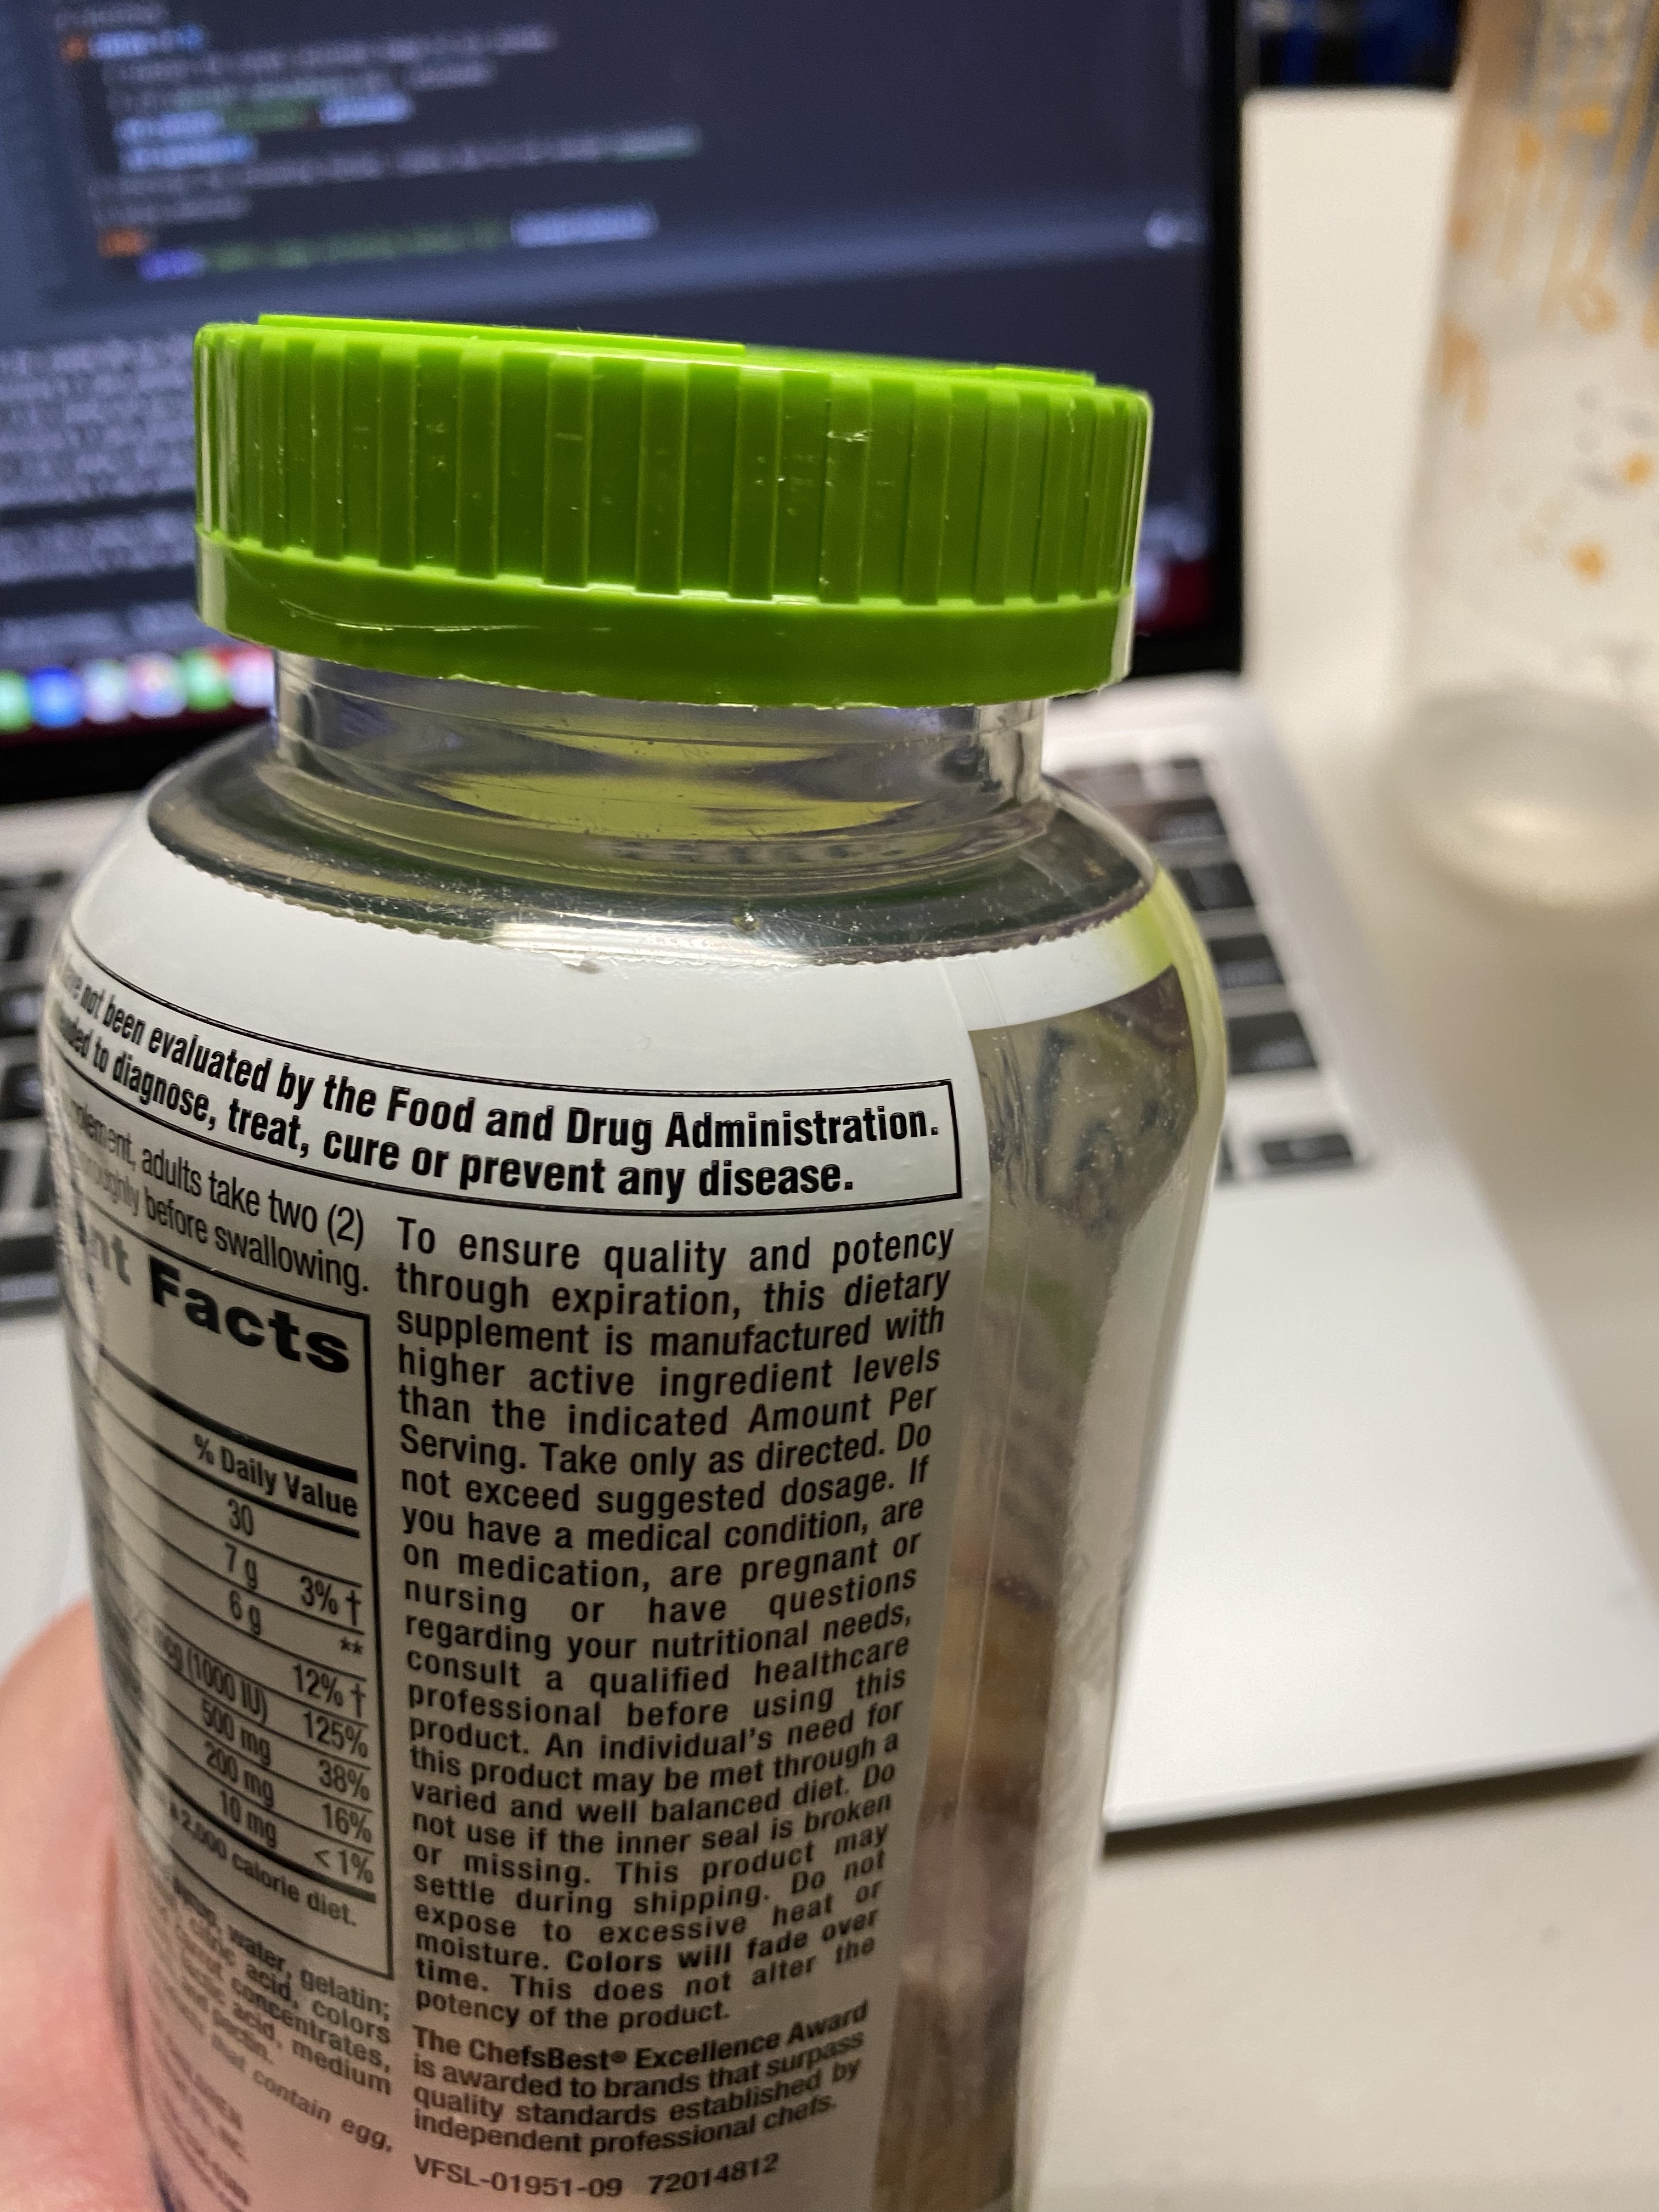 not been evaluated by the Food and Drug Administration.
to diagnose, treat, cure or prevent any disease.
adults take two (2)
before swallowing.
Facts
% Daily Value
30
7 g 3% †
6 g **
12% †
(1000 IU) 125%
500 mg 38%
200 mg 16%
10 mg <1%
2,000 calorie diet.
water, gelatin;
citric acid, colors
carrot concentrates,
lactic acid, medium
and pectin.
that contain egg,
To ensure quality and potency
through expiration, this dietary
supplement is manufactured with
higher active ingredient levels
than the indicated Amount Per
Serving. Take only as directed. Do
not exceed suggested dosage. If
you have a medical condition, are
on medication, are pregnant or
nursing or have questions
regarding your nutritional needs,
consult a qualified healthcare
professional before using this
product. An individual's need for
this product may be met through a
varied and well balanced diet. Do
not use if the inner seal is broken
or missing. This product may
settle during shipping. Do not
expose to excessive heat or
moisture. Colors will fade over
time. This does not alter the
potency of the product.
The ChefsBest® Excellence Award
is awarded to brands that surpass
quality standards established by
independent professional chefs.
VFSL-01951-09 72014812